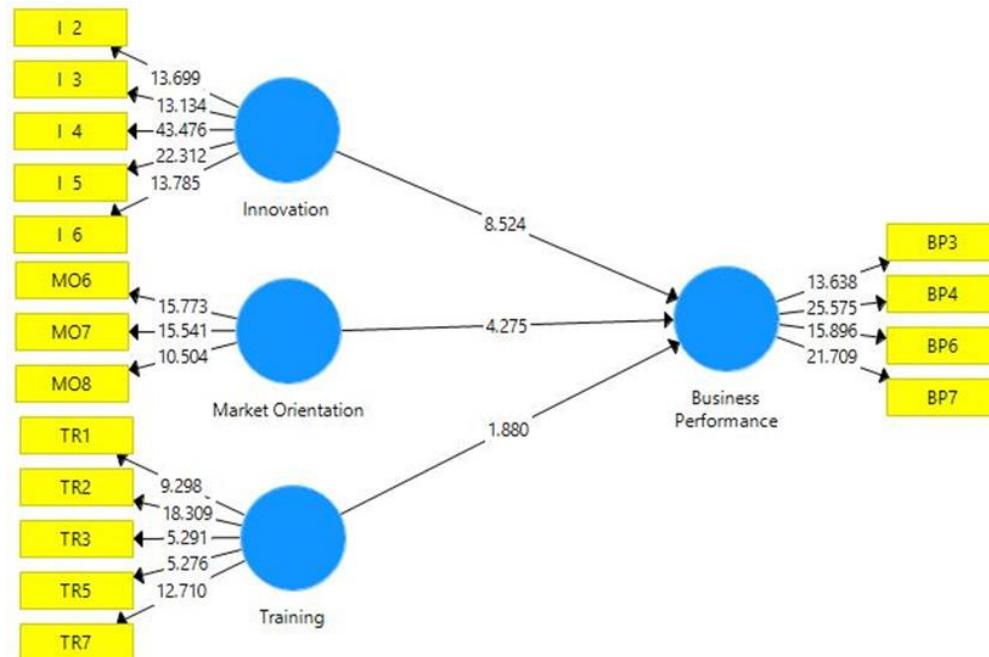 I 2
13.699
I 3
13.134
I 4
43.476
I 5
22.312
I 6
13.785
Innovation
8.524
MO6
15.773
MO7
15.541
MO8
10.504
Market Orientation
4.275
TR1
9.298
TR2
18.309
TR3
5.291
TR5
5.276
TR7
12.710
Training
1.880
Business
Performance
BP3
13.638
BP4
25.575
BP6
15.896
BP7
21.709